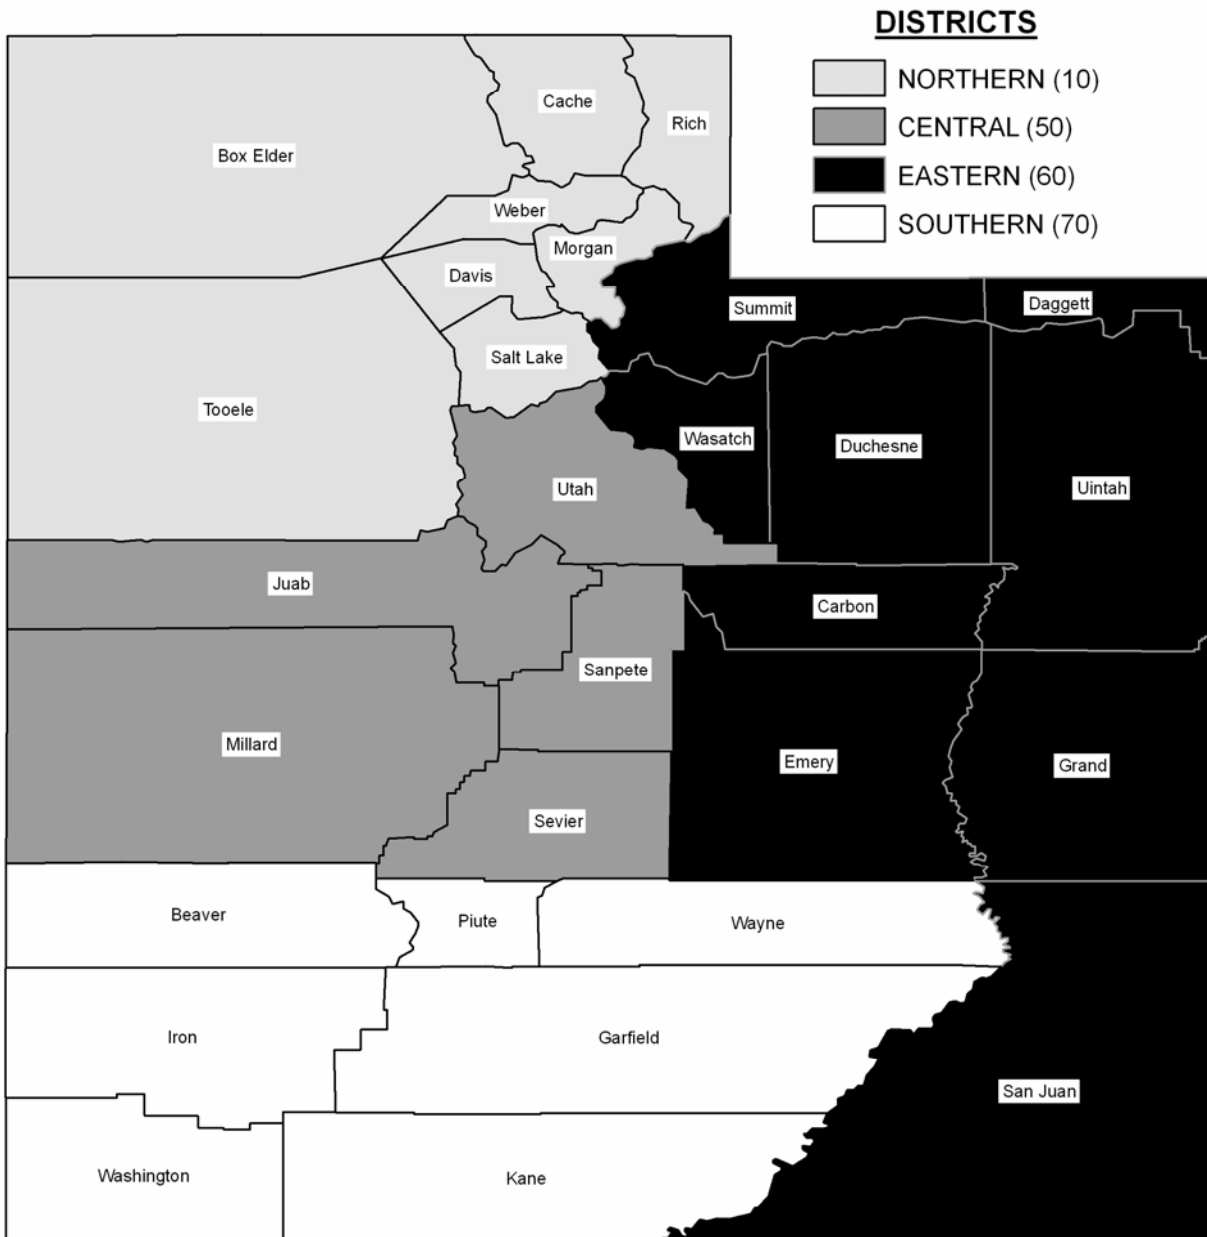 DISTRICTS
NORTHERN (10)
CENTRAL (50)
EASTERN (60)
SOUTHERN (70)
Cache
Rich
Box Elder
Weber
Morgan
Davis
Summit
Daggett
Salt Lake
Tooele
Wasatch
Duchesne
Utah
Uintah
Juab
Carbon
Sanpete
Millard
Emery
Grand
Sevier
Beaver
Piute
Wayne
Iron
Garfield
San Juan
Washington
Kane